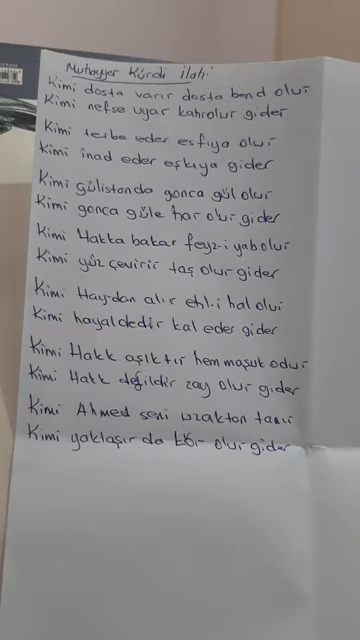 Muhayyer Kürdi ilahi
Kimi dosta varır dosta bend olur
Kimi nefse uyar kahrolur gider
Kimi tevbe eder esfiya olur
Kimi inad eder eşkıya gider
Kimi gülistanda gonca gül olur
Kimi gonca güle har olur gider
Kimi Hakka bakar feyz-i yab olur
Kimi yüz çevirir taş olur gider
Kimi Hay-dan alır ehl-i hal olur
Kimi hayaldedir kal eder gider
Kimi Hakk aşıktır hem maşuk odur
Kimi Hakk değildir zay olur gider
Kimi Ahmed seni uzaktan tanır
Kimi yaklaşır da kör olur gider